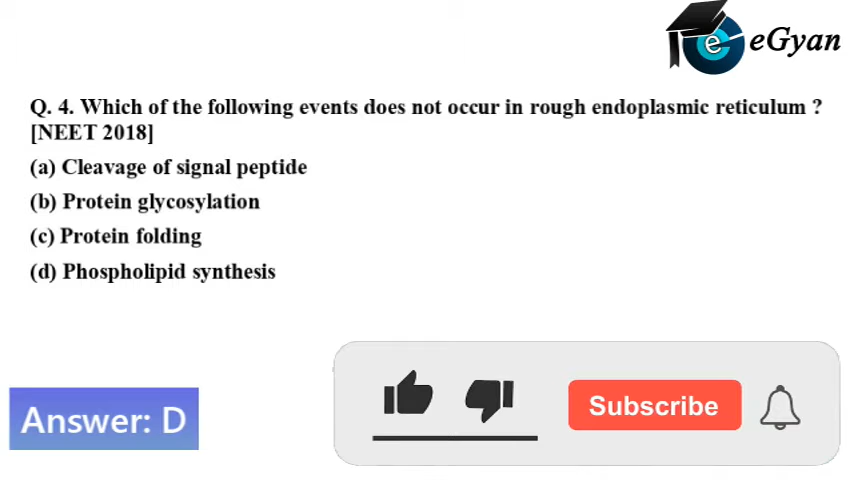 e eGyan
Q. 4. Which of the following events does not occur in rough endoplasmic reticulum ?
[NEET 2018]
(a) Cleavage of signal peptide
(b) Protein glycosylation
(c) Protein folding
(d) Phospholipid synthesis
Answer: D
Subscribe